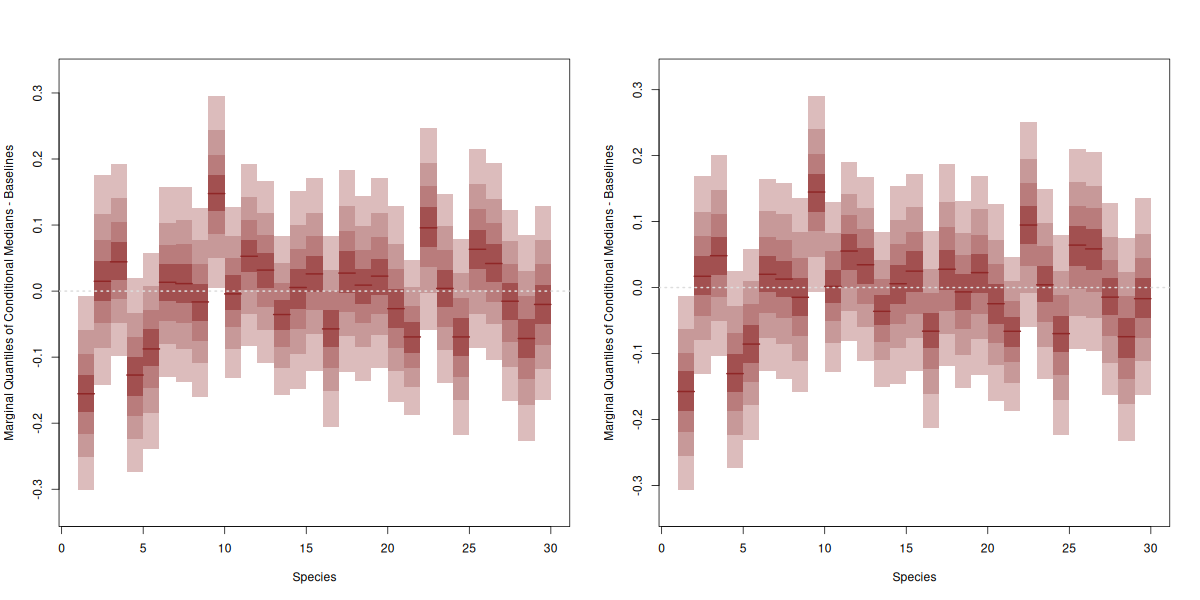 Marginal Quantiles of Conditional Medians - Baselines
0.3
0.2
0.1
0.0
-0.1
-0.2
-0.3
0 5 10 15 20 25 30
Species
Marginal Quantiles of Conditional Medians - Baselines
0.3
0.2
0.1
0.0
-0.1
-0.2
-0.3
0 5 10 15 20 25 30
Species